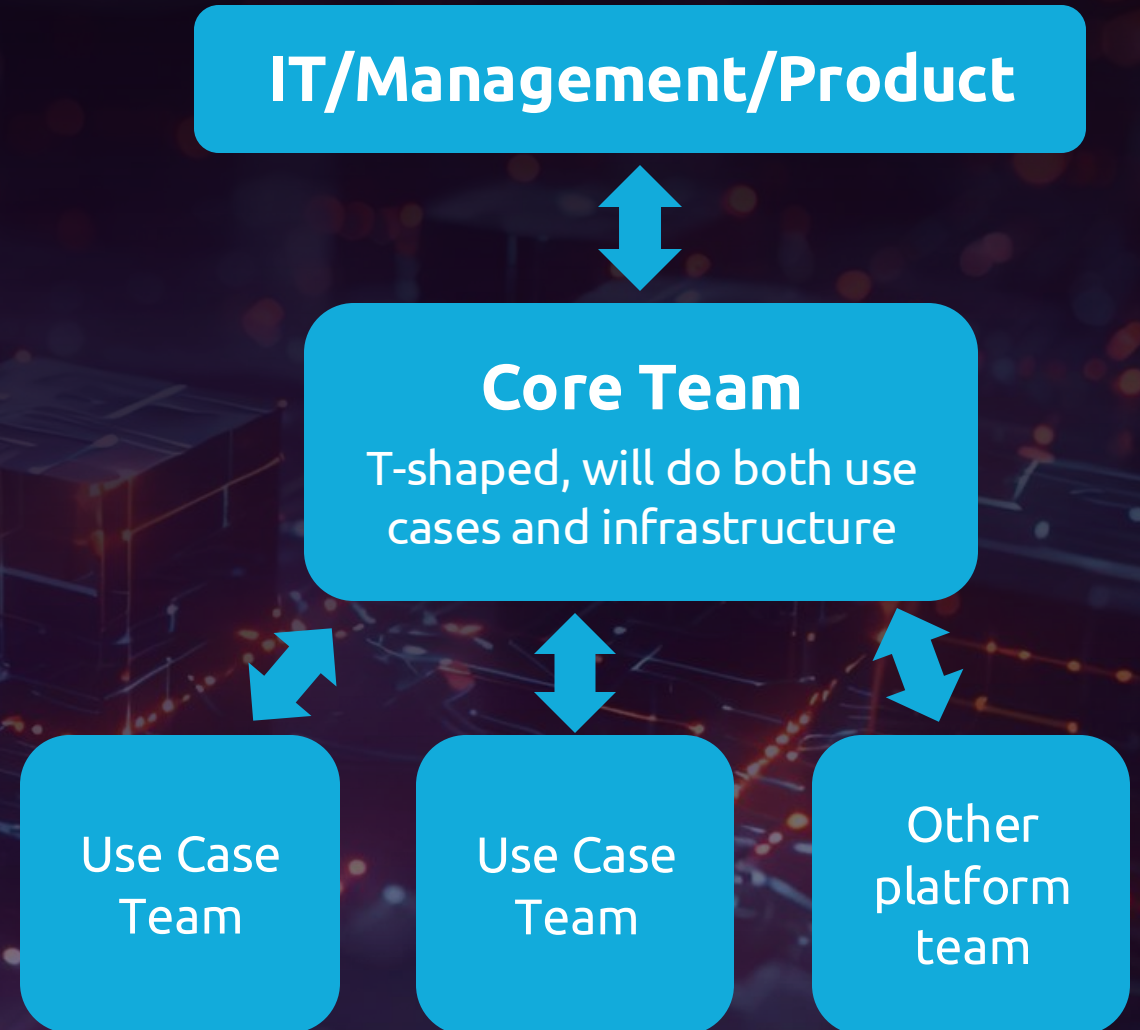 IT/Management/Product
Core Team
T-shaped, will do both use
cases and infrastructure
Use Case
Team
Use Case
Team
Other
platform
team